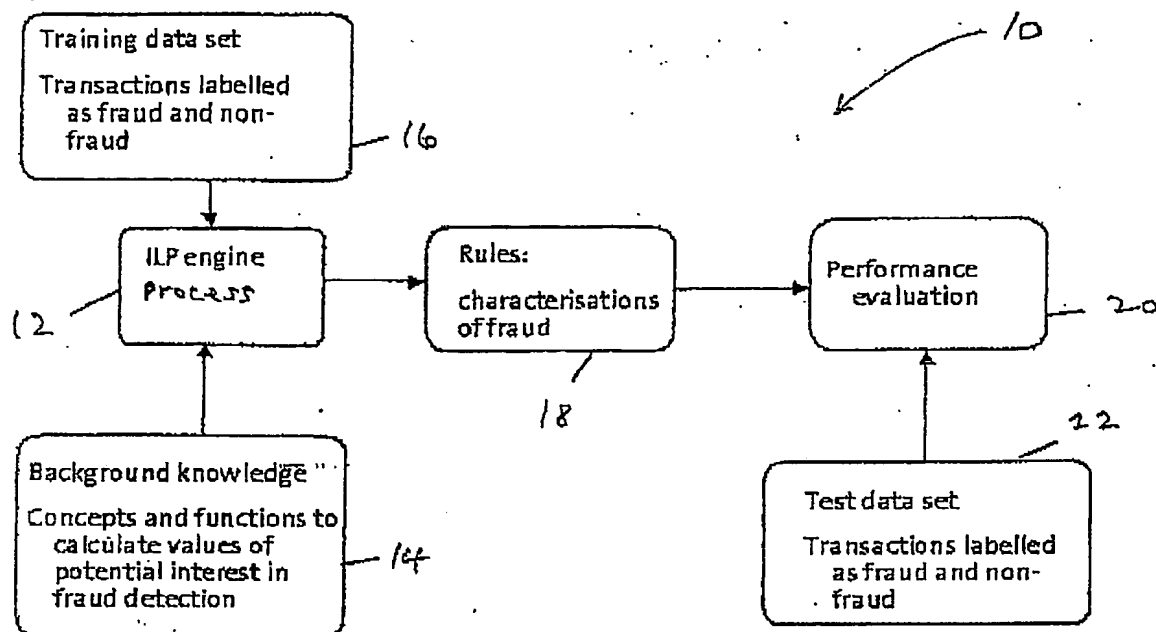 Training data set
Transactions labelled
as fraud and non-
fraud
16
10
ILP engine
Process
12
Rules:
characterisations
of fraud
18
Performance
evaluation
20
Background knowledge
Concepts and functions to
calculate values of
potential interest in
fraud detection
14
22
Test data set
Transactions labelled
as fraud and non-
fraud